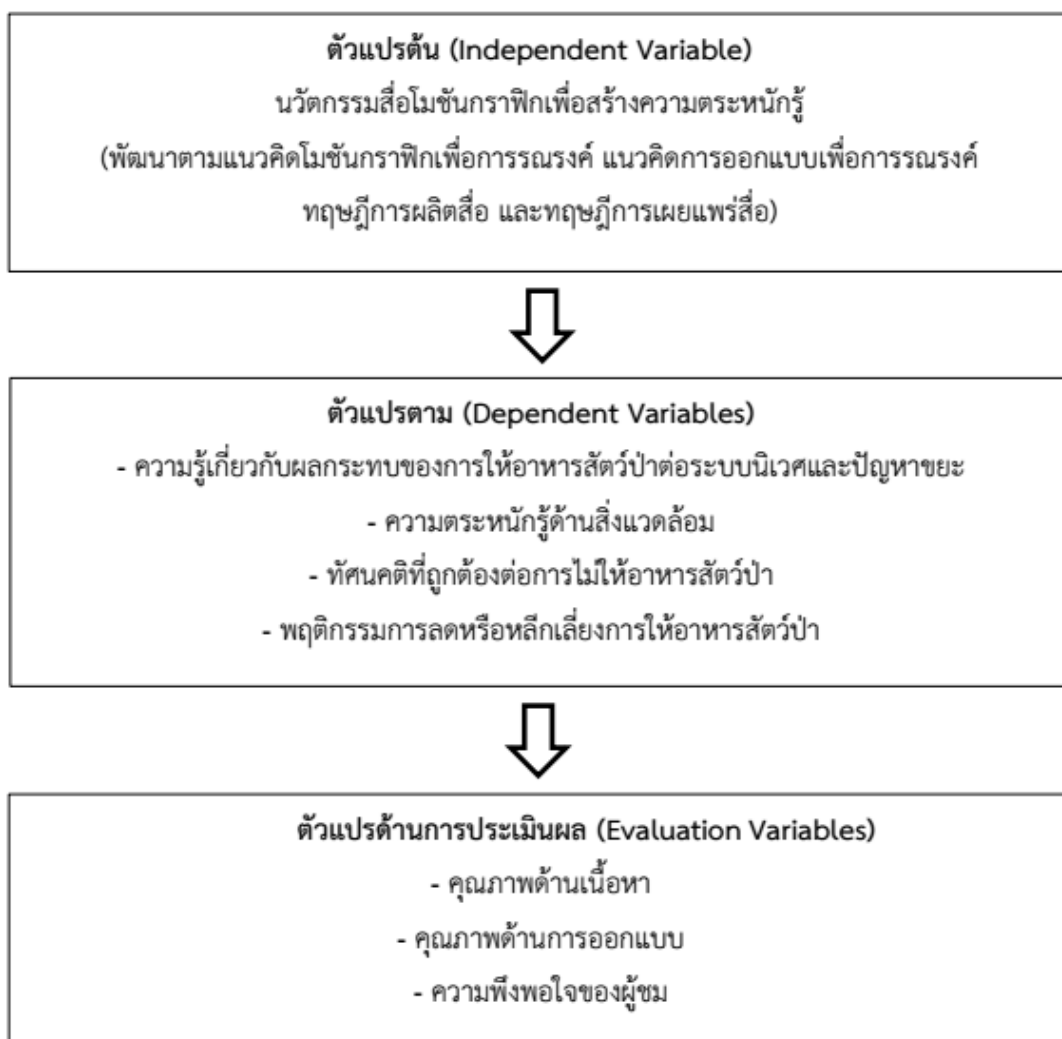 ตัวแปรต้น (Independent Variable)
นวัตกรรมสื่อโมชันกราฟิกเพื่อสร้างความตระหนักรู้
(พัฒนาตามแนวคิดโมชันกราฟิกเพื่อการรณรงค์ แนวคิดการออกแบบเพื่อการรณรงค์
ทฤษฎีการผลิตสื่อ และทฤษฎีการเผยแพร่สื่อ)
ตัวแปรตาม (Dependent Variables)
- ความรู้เกี่ยวกับผลกระทบของการให้อาหารสัตว์ป่าต่อระบบนิเวศและปัญหาขยะ
- ความตระหนักรู้ด้านสิ่งแวดล้อม
- ทัศนคติที่ถูกต้องต่อการไม่ให้อาหารสัตว์ป่า
- พฤติกรรมการลดหรือหลีกเลี่ยงการให้อาหารสัตว์ป่า
ตัวแปรด้านการประเมินผล (Evaluation Variables)
- คุณภาพด้านเนื้อหา
- คุณภาพด้านการออกแบบ
- ความพึงพอใจของผู้ชม